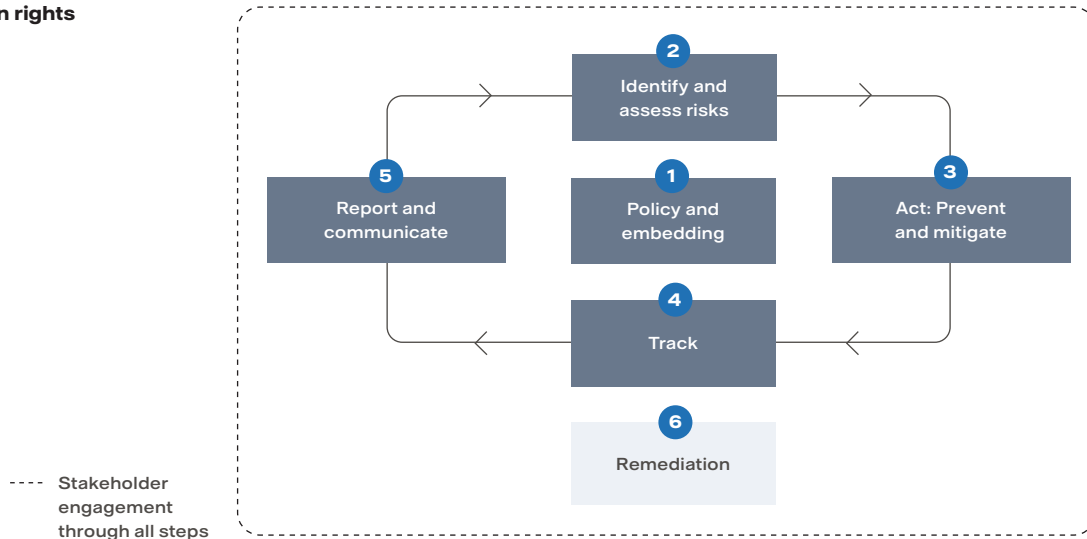 n rights
2
Identify and
assess risks
5
Report and
communicate
1
Policy and
embedding
3
Act: Prevent
and mitigate
4
Track
6
Remediation
Stakeholder
engagement
through all steps